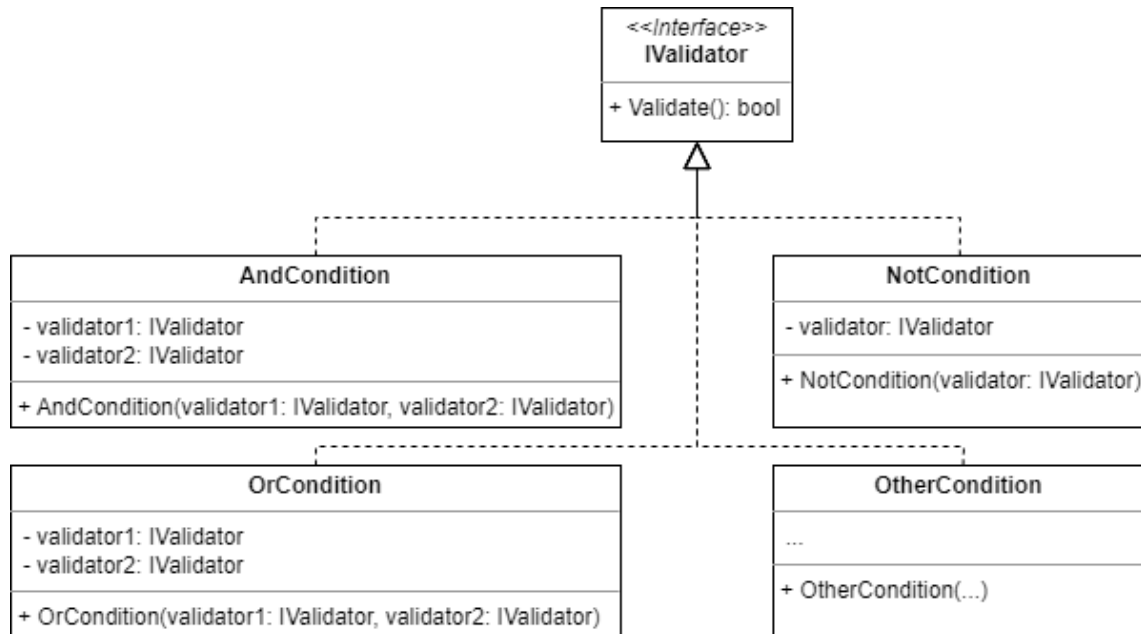 <<Interface>>
IValidator
+ Validate(): bool
AndCondition
- validator1: IValidator
- validator2: IValidator
+ AndCondition(validator1: IValidator, validator2: IValidator)
NotCondition
- validator: IValidator
+ NotCondition(validator: IValidator)
OrCondition
- validator1: IValidator
- validator2: IValidator
+ OrCondition(validator1: IValidator, validator2: IValidator)
OtherCondition
...
+ OtherCondition(...)